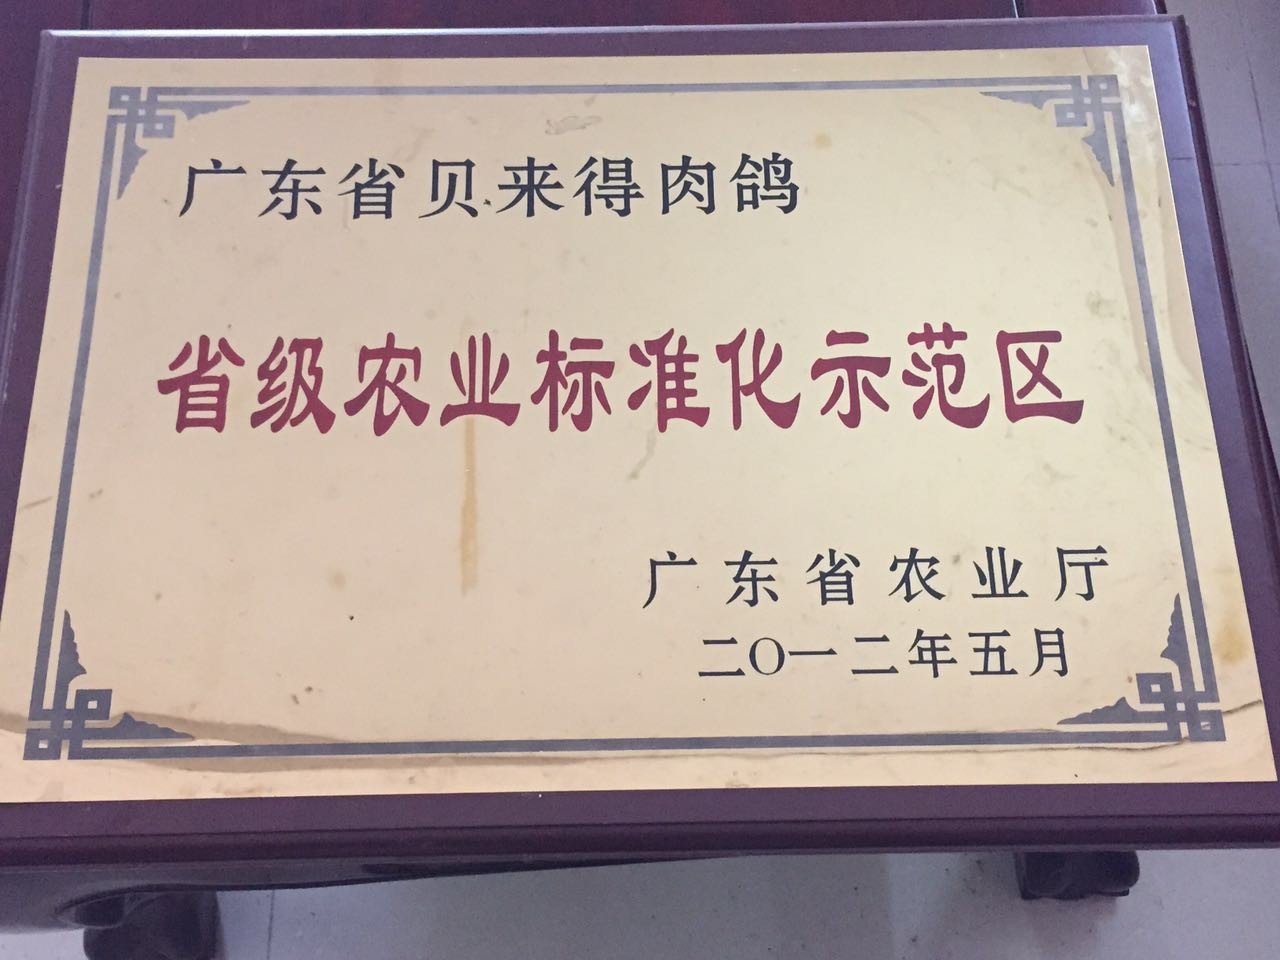 广东省贝来得肉鸽
省级农业标准化示范区
广东省农业厅
二〇一二年五月